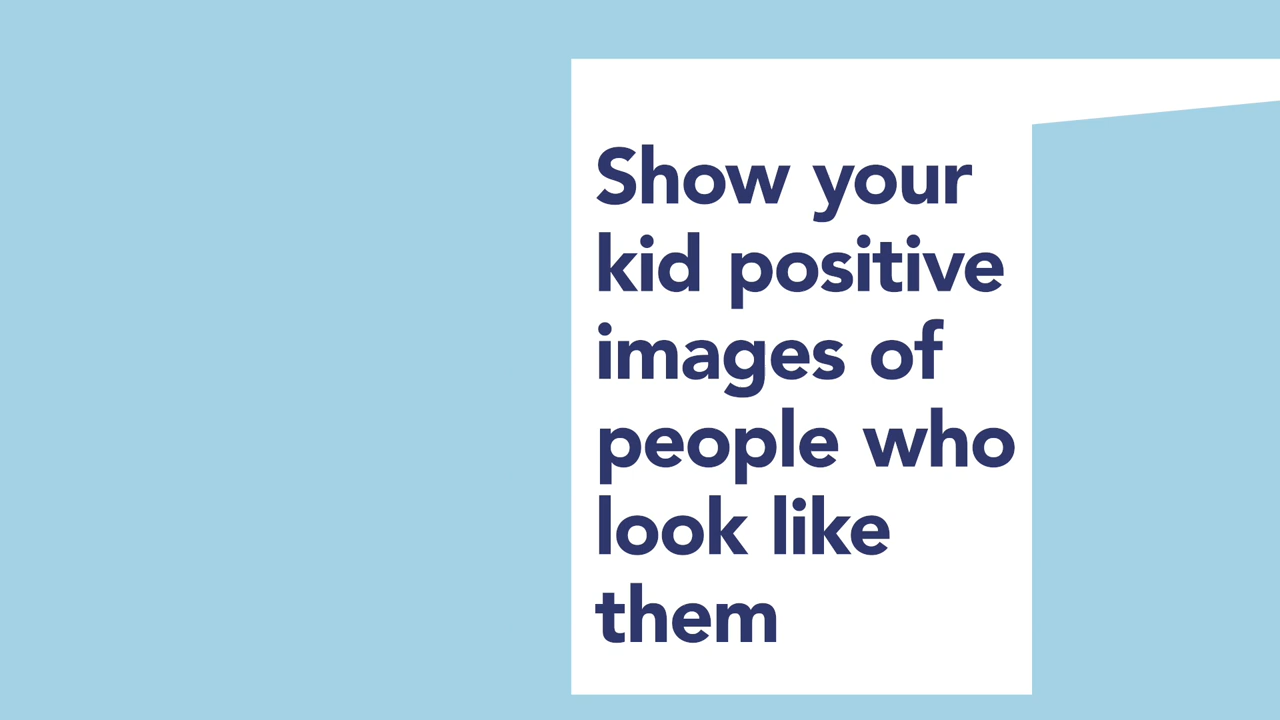 Show your
kid positive
images of
people who
look like
them